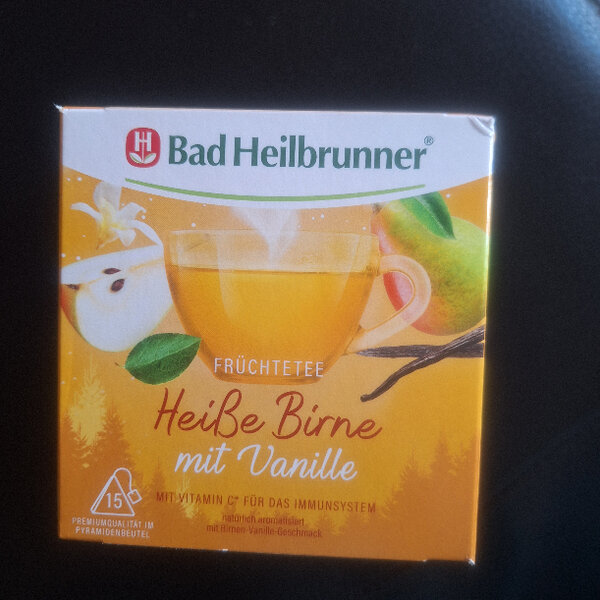 Bad Heilbrunner®
FRÜCHTETEE
Heiße Birne
mit Vanille
MIT VITAMIN C* FÜR DAS IMMUNSYSTEM
natürlich aromatisiert
mit Birnen-Vanille-Geschmack
15
PREMIUMQUALITÄT IM
PYRAMIDENBEUTEL